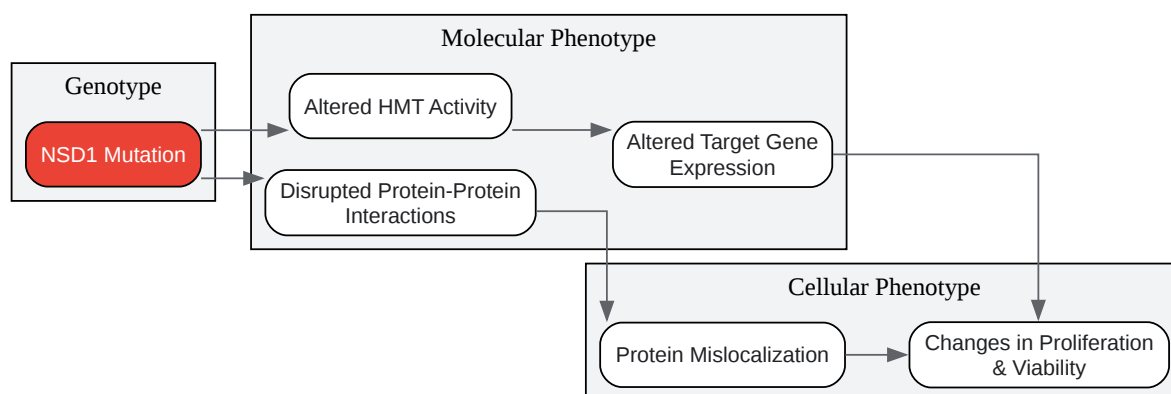 Genotype
NSD1 Mutation
Molecular Phenotype
Altered HMT Activity
Disrupted Protein-Protein
Interactions
Altered Target Gene
Expression
Cellular Phenotype
Protein Mislocalization
Changes in Proliferation
& Viability